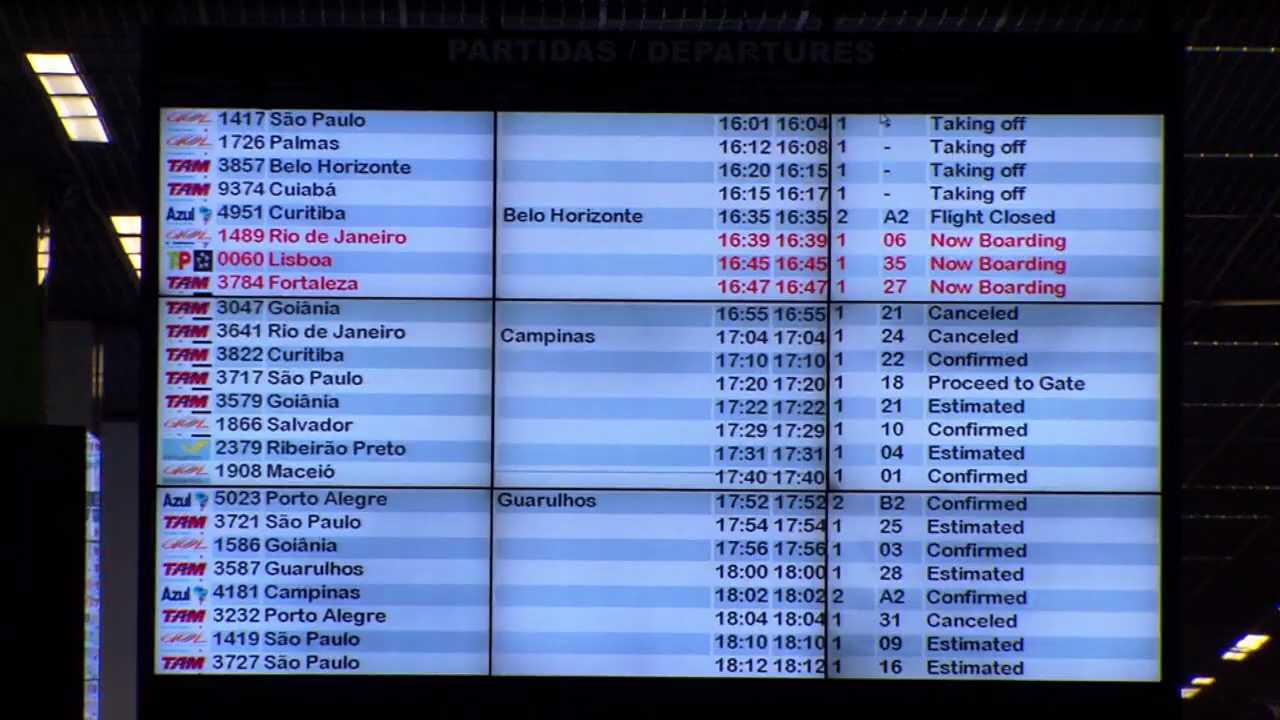 PARTIDAS / DEPARTURES
GOL 1417 São Paulo 16:01 16:04 1 - Taking off
GOL 1726 Palmas 16:12 16:08 1 - Taking off
TAM 3857 Belo Horizonte 16:20 16:15 1 - Taking off
TAM 9374 Cuiabá 16:15 16:17 1 - Taking off
Azul 4951 Curitiba Belo Horizonte 16:35 16:35 2 A2 Flight Closed
GOL 1489 Rio de Janeiro 16:39 16:39 1 06 Now Boarding
TP 0060 Lisboa 16:45 16:45 1 35 Now Boarding
TAM 3784 Fortaleza 16:47 16:47 1 27 Now Boarding
TAM 3047 Goiânia 16:55 16:55 1 21 Canceled
TAM 3641 Rio de Janeiro Campinas 17:04 17:04 1 24 Canceled
TAM 3822 Curitiba 17:10 17:10 1 22 Confirmed
TAM 3717 São Paulo 17:20 17:20 1 18 Proceed to Gate
TAM 3579 Goiânia 17:22 17:22 1 21 Estimated
GOL 1866 Salvador 17:29 17:29 1 10 Confirmed
2379 Ribeirão Preto 17:31 17:31 1 04 Estimated
GOL 1908 Maceió 17:40 17:40 1 01 Confirmed
Azul 5023 Porto Alegre Guarulhos 17:52 17:52 2 B2 Confirmed
TAM 3721 São Paulo 17:54 17:54 1 25 Estimated
GOL 1586 Goiânia 17:56 17:56 1 03 Confirmed
TAM 3587 Guarulhos 18:00 18:00 1 28 Estimated
Azul 4181 Campinas 18:02 18:02 2 A2 Confirmed
TAM 3232 Porto Alegre 18:04 18:04 1 31 Canceled
GOL 1419 São Paulo 18:10 18:10 1 09 Estimated
TAM 3727 São Paulo 18:12 18:12 1 16 Estimated